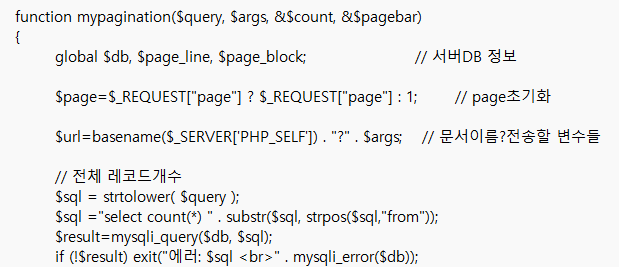 function mypagination($query, $args, &$count, &$pagebar)
{
global $db, $page_line, $page_block; // 서버DB 정보
$page=$_REQUEST["page"] ? $_REQUEST["page"] : 1; // page초기화
$url=basename($_SERVER['PHP_SELF']) . "?" . $args; // 문서이름?전송할 변수들
// 전체 레코드개수
$sql = strtolower( $query );
$sql ="select count(*) " . substr($sql, strpos($sql,"from"));
$result=mysqli_query($db, $sql);
if (!$result) exit("에러: $sql <br>" . mysqli_error($db));